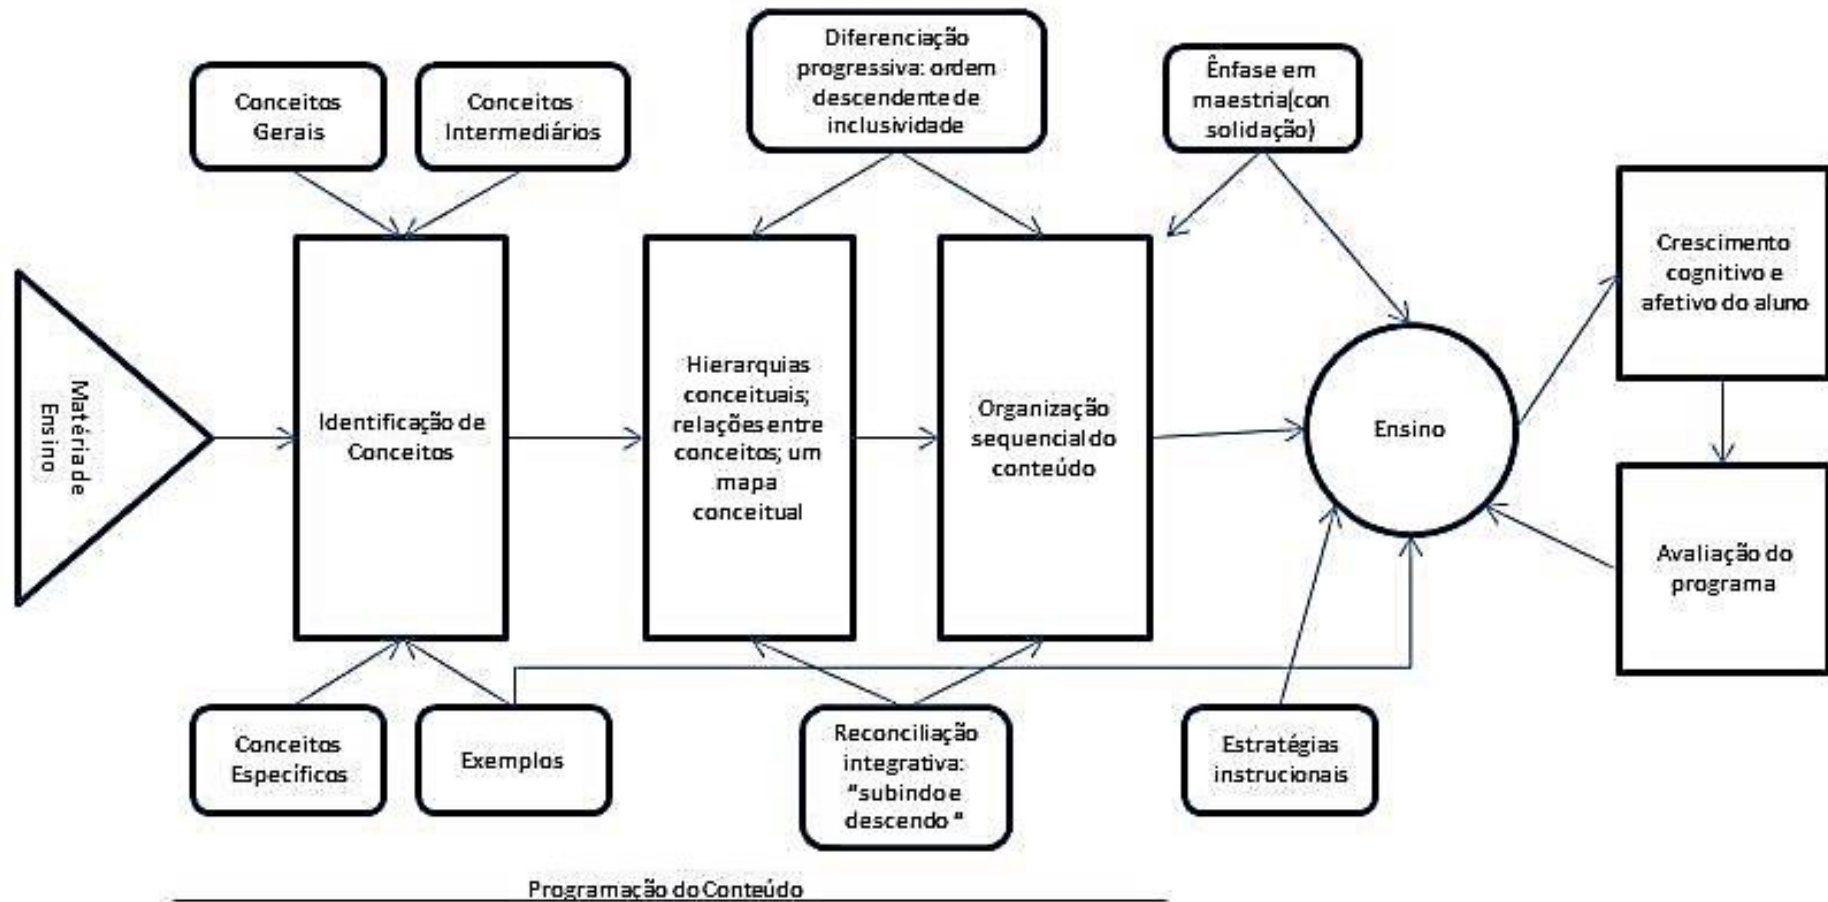 Diferenciação
progressiva: ordem
descendente de
inclusividade
Ênfase em
maestria(con
solidação)
Conceitos
Gerais
Conceitos
Intermediários
Matéria de
Ensino
Identificação de
Conceitos
Hierarquias
conceituais;
relações entre
conceitos; um
mapa
conceitual
Organização
sequencial do
conteúdo
Ensino
Crescimento
cognitivo e
afetivo do aluno
Avaliação do
programa
Conceitos
Específicos
Exemplos
Reconciliação
integrativa:
"subindo e
descendo "
Estratégias
instrucionais
Programação do Conteúdo